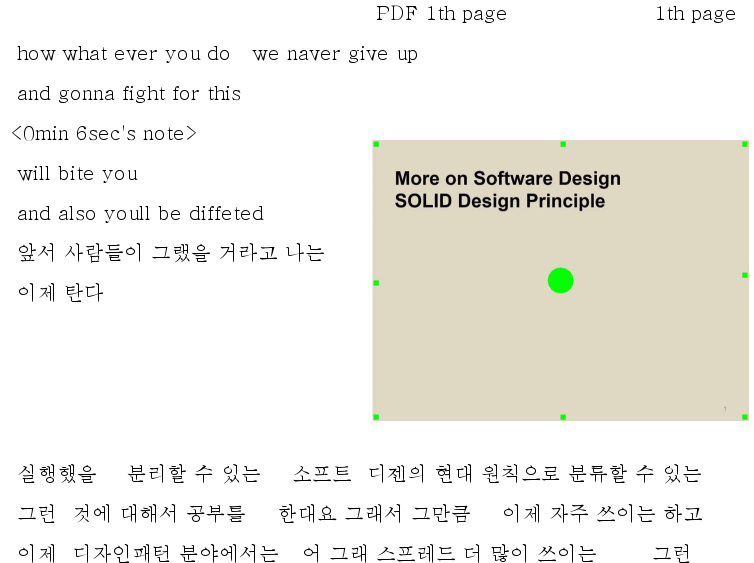 PDF 1th page 1th page
how what ever you do we naver give up
and gonna fight for this
<0min 6sec's note>
will bite you
and also youll be diffeted
앞서 사람들이 그랬을 거라고 나는
이제 탄다
More on Software Design
SOLID Design Principle
1
실행했을 분리할 수 있는 소프트 디젠의 현대 원칙으로 분류할 수 있는
그런 것에 대해서 공부를 한대요 그래서 그만큼 이제 자주 쓰이는 하고
이제 디자인패턴 분야에서는 어 그래 스프레드 더 많이 쓰이는 그런